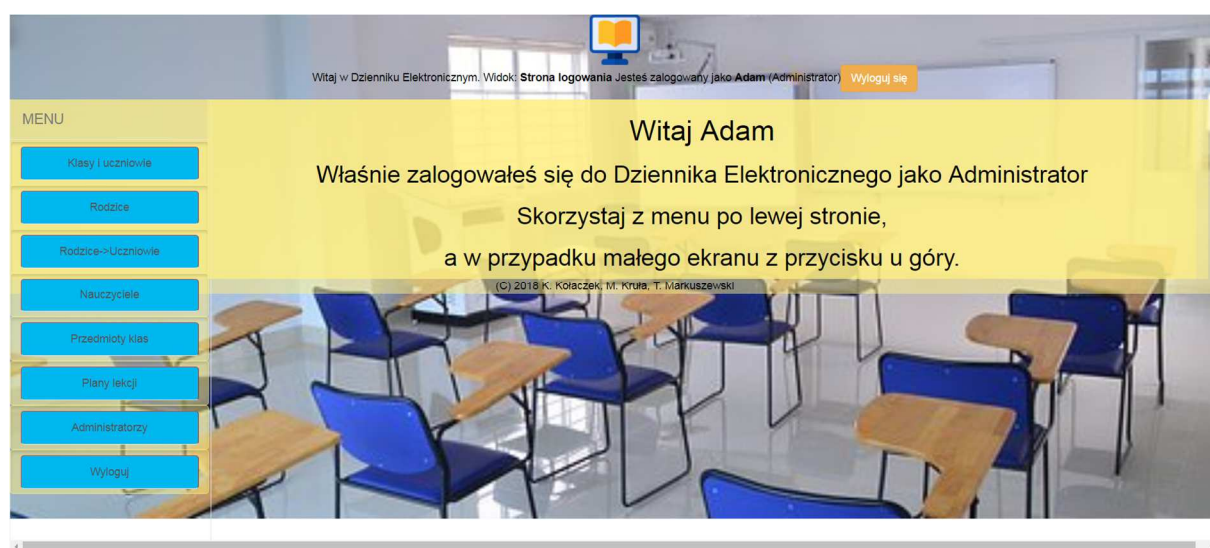 Witaj w Dzienniku Elektronicznym. Widok: Strona logowania Jesteś zalogowany jako Adam (Administrator) Wyloguj się
MENU
Klasy i uczniowie
Rodzice
Rodzice->Uczniowie
Nauczyciele
Przedmioty klas
Plany lekcji
Administratorzy
Wyloguj
Witaj Adam
Właśnie zalogowałeś się do Dziennika Elektronicznego jako Administrator
Skorzystaj z menu po lewej stronie,
a w przypadku małego ekranu z przycisku u góry.
(C) 2018 K. Kołaczek, M. Kruła, T. Markuszewski